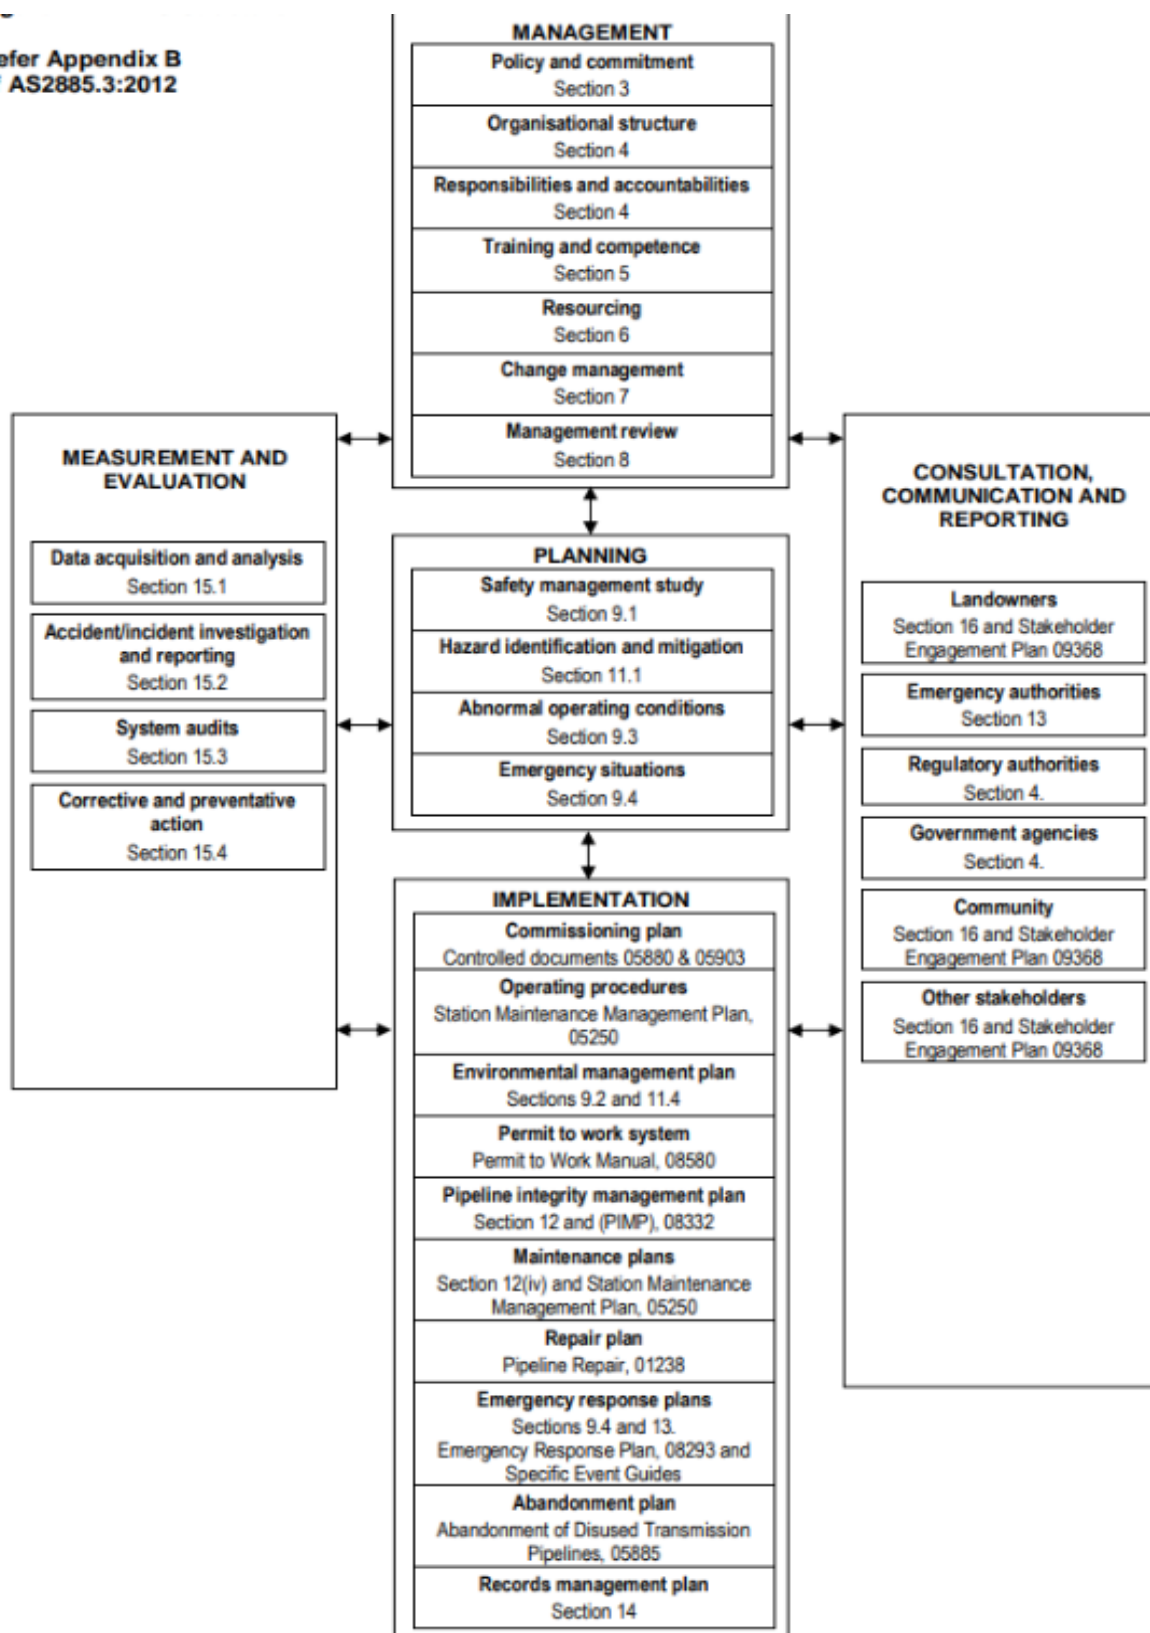 Refer Appendix B
AS2885.3:2012
MANAGEMENT
Policy and commitment
Section 3
Organisational structure
Section 4
Responsibilities and accountabilities
Section 4
Training and competence
Section 5
Resourcing
Section 6
Change management
Section 7
Management review
Section 8
MEASUREMENT AND
EVALUATION
Data acquisition and analysis
Section 15.1
Accident/incident investigation
and reporting
Section 15.2
System audits
Section 15.3
Corrective and preventative
action
Section 15.4
PLANNING
Safety management study
Section 9.1
Hazard identification and mitigation
Section 11.1
Abnormal operating conditions
Section 9.3
Emergency situations
Section 9.4
CONSULTATION,
COMMUNICATION AND
REPORTING
Landowners
Section 16 and Stakeholder
Engagement Plan 09368
Emergency authorities
Section 13
Regulatory authorities
Section 4.
Government agencies
Section 4.
Community
Section 16 and Stakeholder
Engagement Plan 09368
Other stakeholders
Section 16 and Stakeholder
Engagement Plan 09368
IMPLEMENTATION
Commissioning plan
Controlled documents 05880 & 05903
Operating procedures
Station Maintenance Management Plan,
05250
Environmental management plan
Sections 9.2 and 11.4
Permit to work system
Permit to Work Manual, 08580
Pipeline integrity management plan
Section 12 and (PIMP), 08332
Maintenance plans
Section 12(iv) and Station Maintenance
Management Plan, 05250
Repair plan
Pipeline Repair, 01238
Emergency response plans
Sections 9.4 and 13.
Emergency Response Plan, 08293 and
Specific Event Guides
Abandonment plan
Abandonment of Disused Transmission
Pipelines, 05885
Records management plan
Section 14